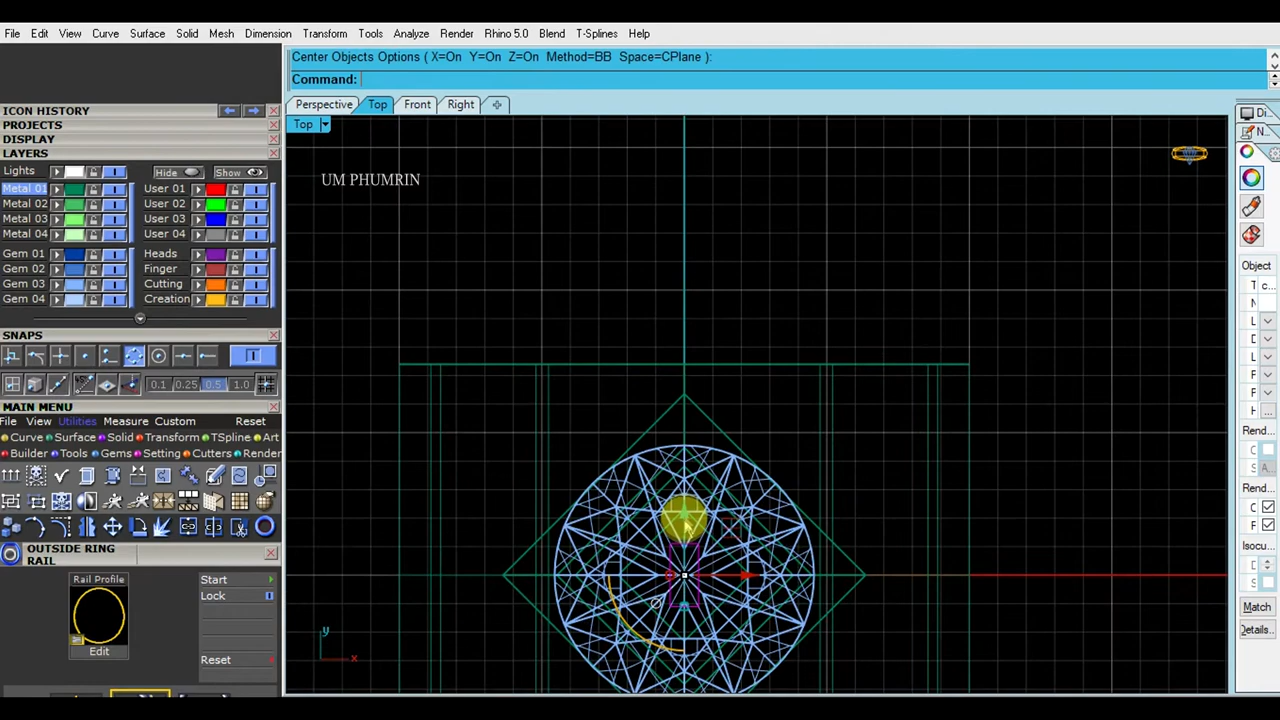 File Edit View Curve Surface Solid Mesh Dimension Transform Tools Analyze Render Rhino 5.0 Blend T-Splines Help
Center Objects Options ( X=On Y=On Z=On Method=BB Space=CPlane ):
Command:
Perspective Top Front Right
Top
UM PHUMRIN
y
x
ICON HISTORY
PROJECTS
DISPLAY
LAYERS
Lights Hide Show
Metal 01 User 01
Metal 02 User 02
Metal 03 User 03
Metal 04 User 04
Gem 01 Heads
Gem 02 Finger
Gem 03 Cutting
Gem 04 Creation
SNAPS
0.1 0.25 0.5 1.0
MAIN MENU
File View Utilities Measure Custom Reset
Curve Surface Solid Transform TSpline Art
Builder Tools Gems Setting Cutters Render
OUTSIDE RING
RAIL
Rail Profile
Edit
Start
Lock
Reset
Di...
N...
Object
T c...
N
L
D
L
P
P
H ...
Rend...
C
S A...
Rend...
C
F
Isocu...
D
S
Match
Details...